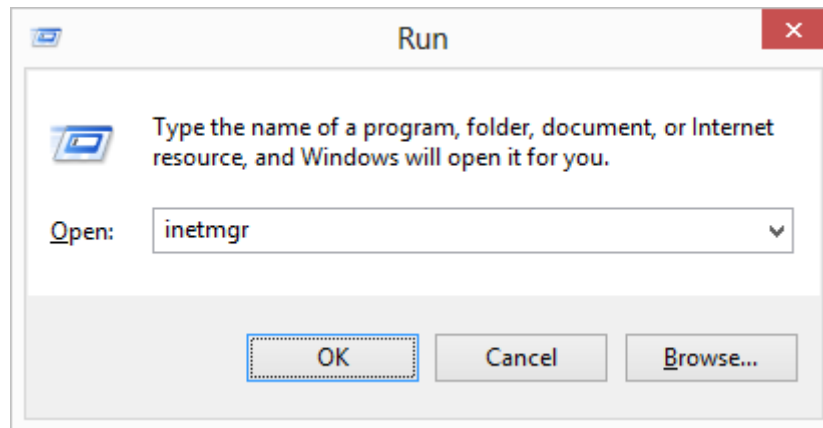 Run
Type the name of a program, folder, document, or Internet
resource, and Windows will open it for you.
Open: inetmgr
OK Cancel Browse...